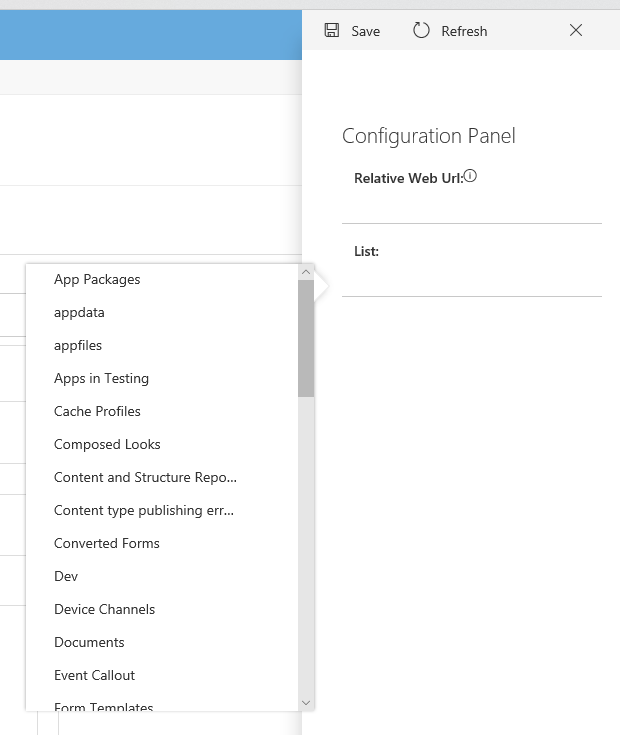 Save Refresh
Configuration Panel
Relative Web Url:
List:
App Packages
appdata
appfiles
Apps in Testing
Cache Profiles
Composed Looks
Content and Structure Repo...
Content type publishing err...
Converted Forms
Dev
Device Channels
Documents
Event Callout
Form Templates